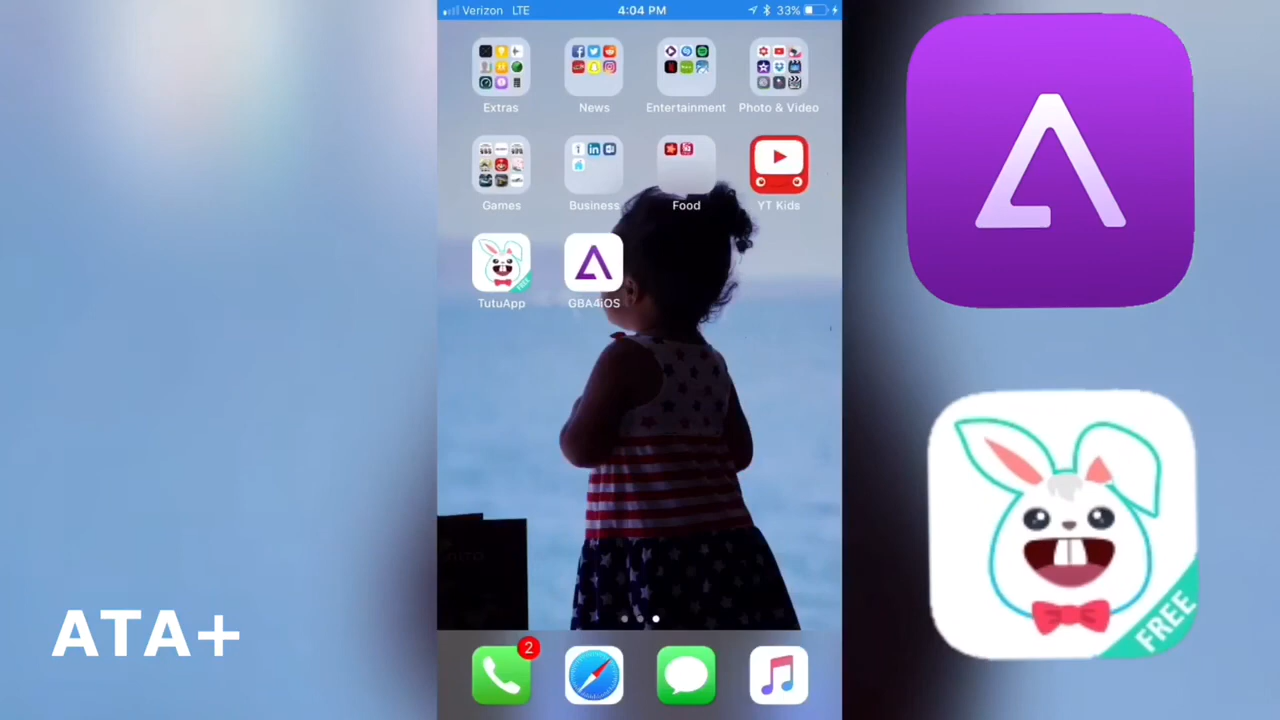 Verizon LTE 4:04 PM 33%
Extras News Entertainment Photo & Video
Games Business Food YT Kids
FREE
TutuApp GBA4iOS
2
FREE
ATA+